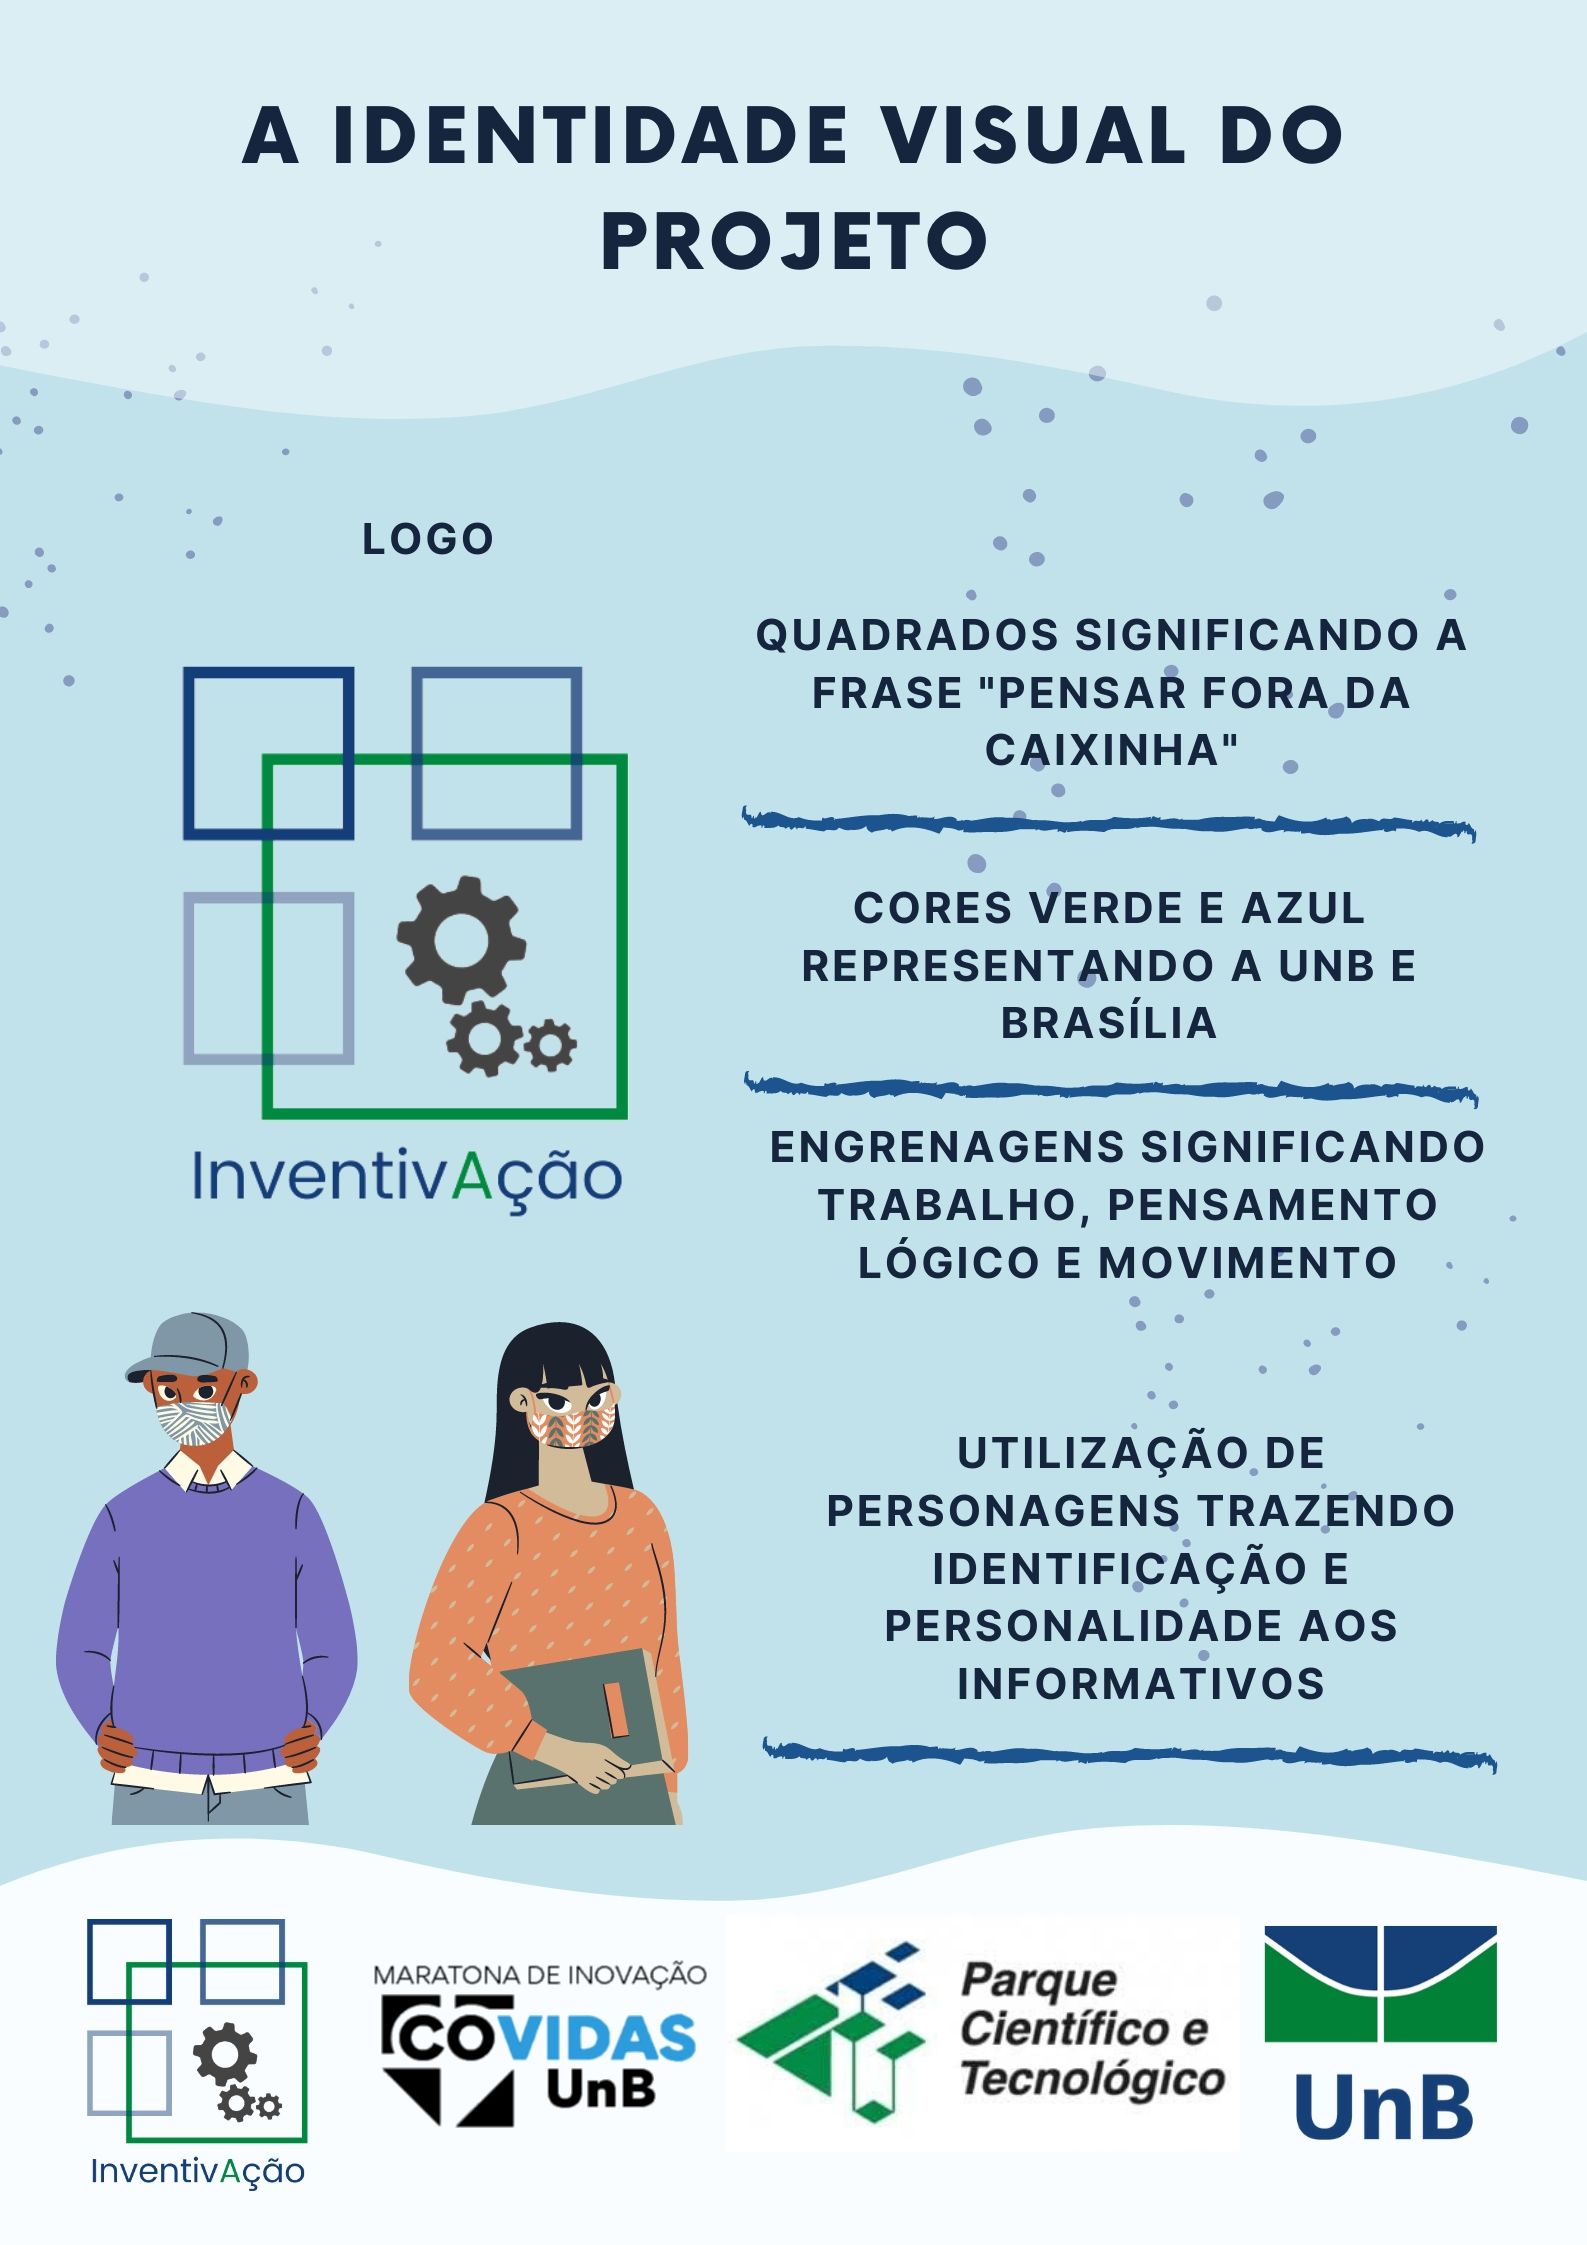 A IDENTIDADE VISUAL DO
PROJETO
LOGO
InventivAção
QUADRADOS SIGNIFICANDO A
FRASE "PENSAR FORA DA
CAIXINHA"
CORES VERDE E AZUL
REPRESENTANDO A UNB E
BRASÍLIA
ENGRENAGENS SIGNIFICANDO
TRABALHO, PENSAMENTO
LÓGICO E MOVIMENTO
UTILIZAÇÃO DE
PERSONAGENS TRAZENDO
IDENTIFICAÇÃO E
PERSONALIDADE AOS
INFORMATIVOS
InventivAção
MARATONA DE INOVAÇÃO
COVIDAS
UnB
Parque
Científico e
Tecnológico
UnB